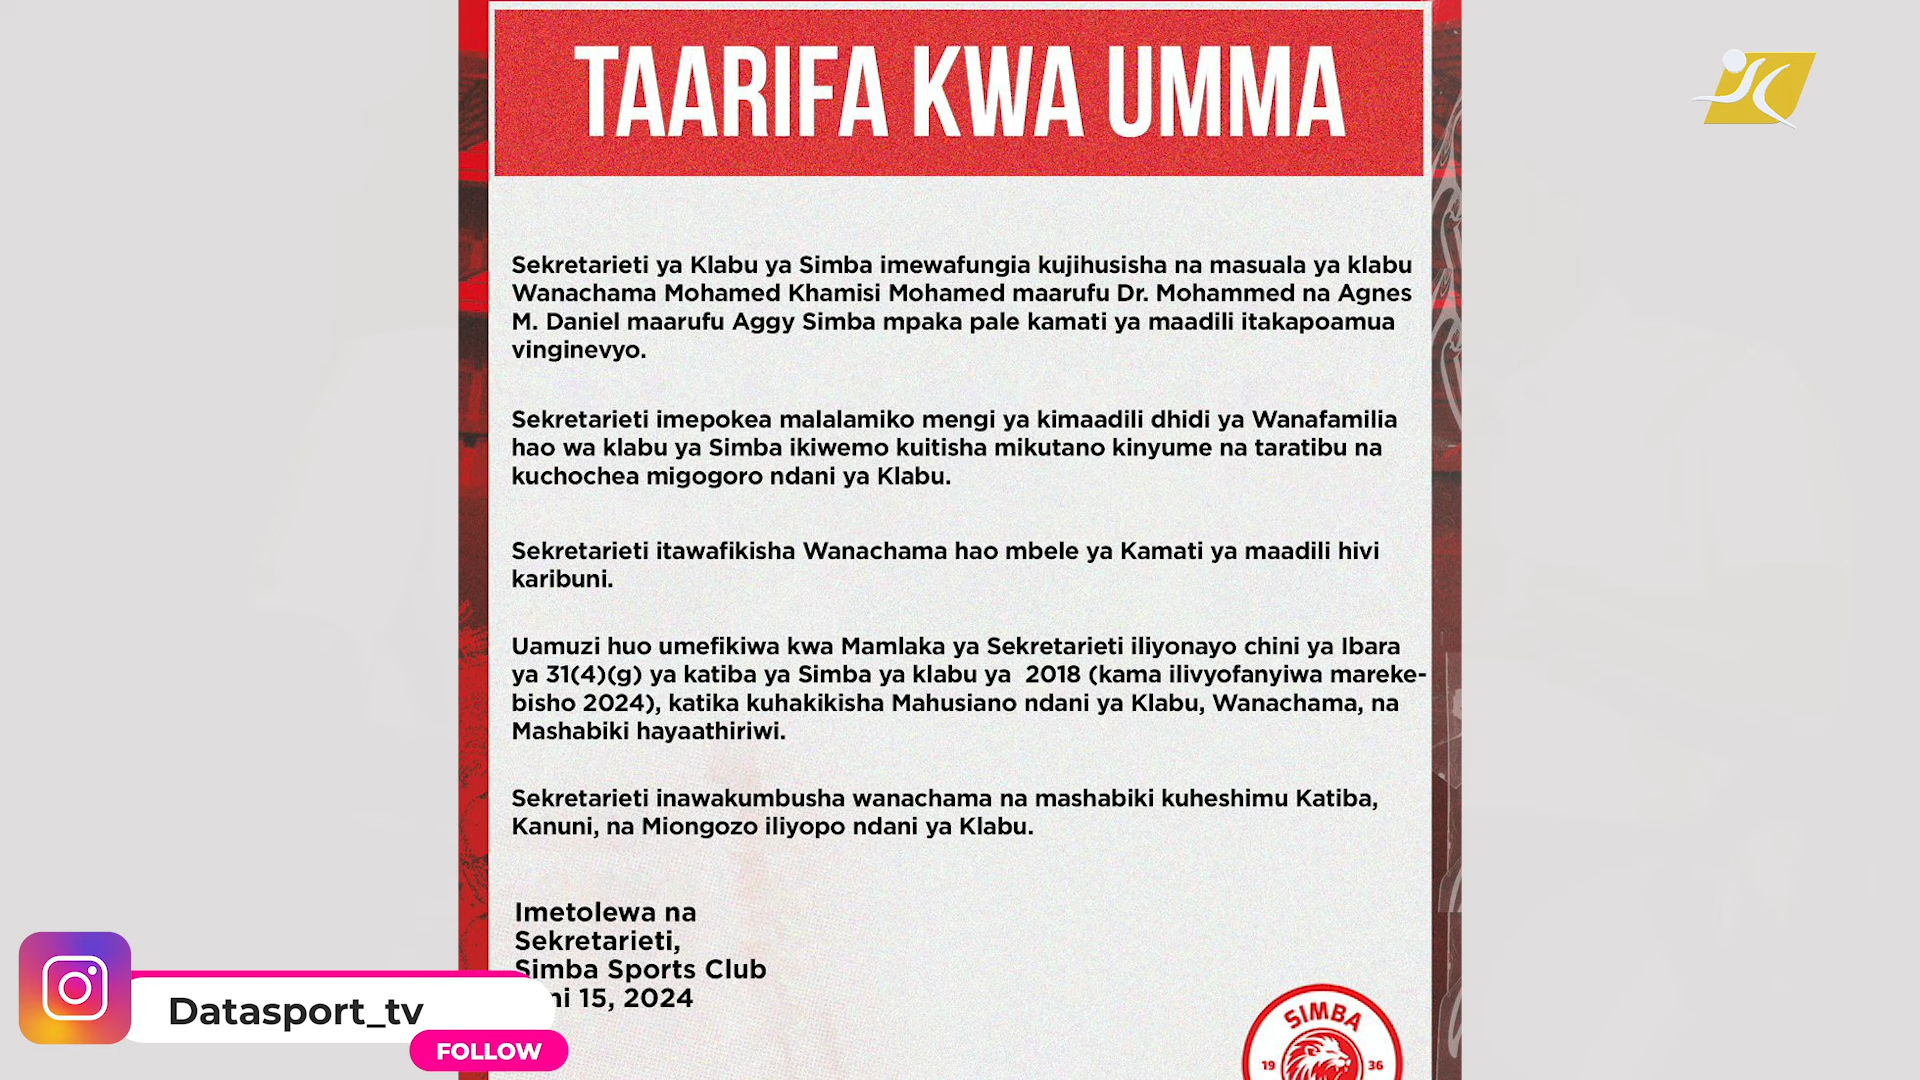 TAARIFA KWA UMMA
Sekretarieti ya Klabu ya Simba imewafungia kujihusisha na masuala ya klabu
Wanachama Mohamed Khamisi Mohamed maarufu Dr. Mohammed na Agnes
M. Daniel maarufu Aggy Simba mpaka pale kamati ya maadili itakapoamua
vinginevyo.
Sekretarieti imepokea malalamiko mengi ya kimaadili dhidi ya Wanafamilia
hao wa klabu ya Simba ikiwemo kuitisha mikutano kinyume na taratibu na
kuchochea migogoro ndani ya Klabu.
Sekretarieti itawafikisha Wanachama hao mbele ya Kamati ya maadili hivi
karibuni.
Uamuzi huo umefikiwa kwa Mamlaka ya Sekretarieti iliyonayo chini ya Ibara
ya 31(4)(g) ya katiba ya Simba ya klabu ya 2018 (kama ilivyofanyiwa mareke-
bisho 2024), katika kuhakikisha Mahusiano ndani ya Klabu, Wanachama, na
Mashabiki hayaathiriwi.
Sekretarieti inawakumbusha wanachama na mashabiki kuheshimu Katiba,
Kanuni, na Miongozo iliyopo ndani ya Klabu.
Imetolewa na
Sekretarieti,
Simba Sports Club
15, 2024
SIMBA
19 36
Datasport_tv
FOLLOW